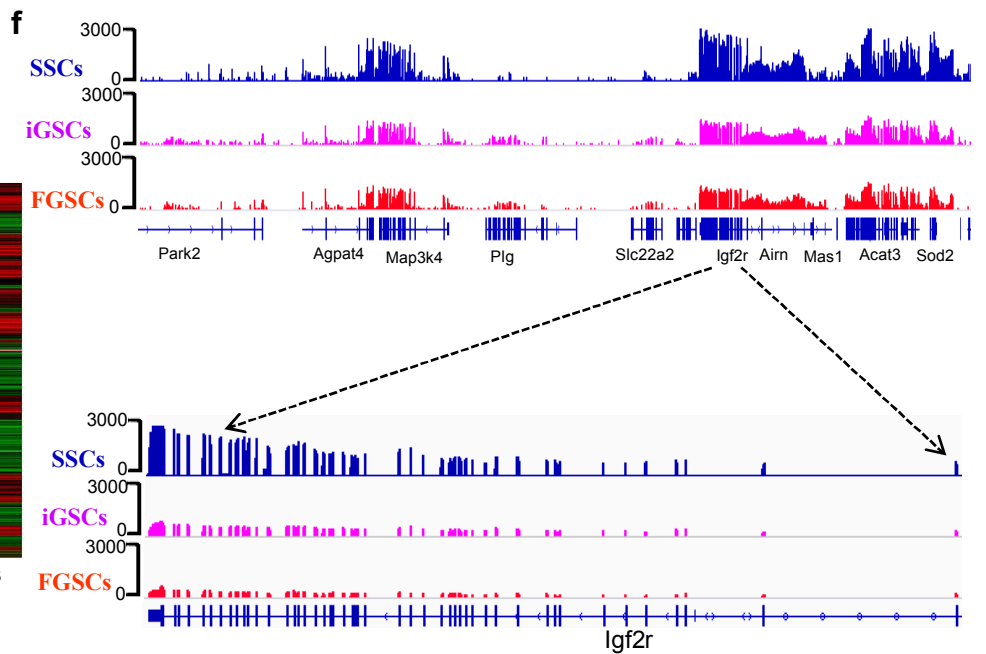 f
3000
SSCs
0
3000
iGSCs
0
3000
FGSCs
0
Park2 Agpat4 Map3k4 Plg Slc22a2 Igf2r Airn Mas1 Acat3 Sod2
3000
SSCs
0
3000
iGSCs
0
3000
FGSCs
0
Igf2r